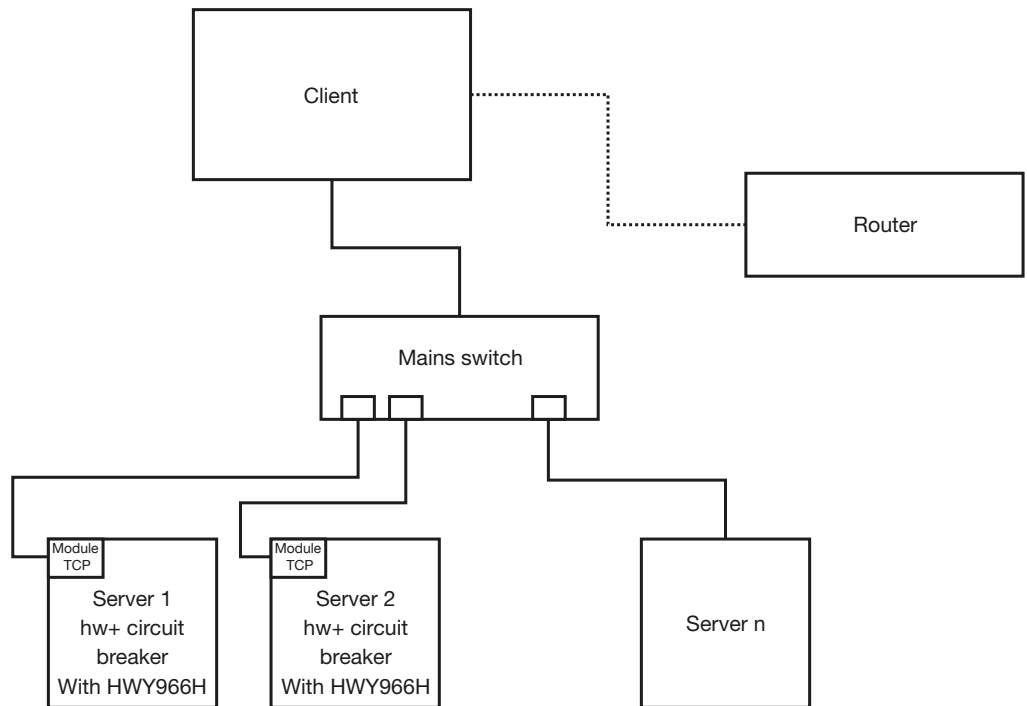 Client
Router
Mains switch
Module
TCP
Server 1
hw+ circuit
breaker
With HWY966H
Module
TCP
Server 2
hw+ circuit
breaker
With HWY966H
Server n